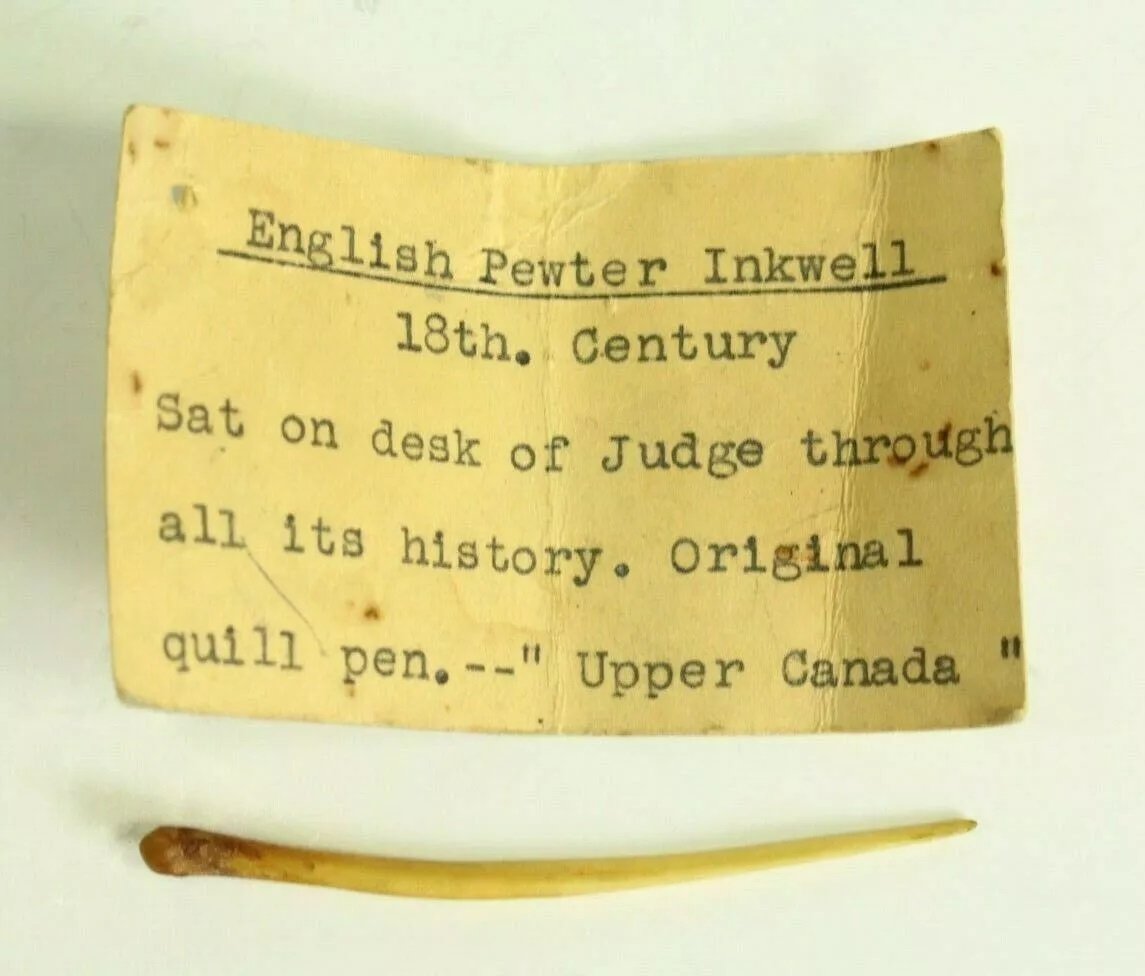 English Pewter Inkwell
18th. Century
Sat on desk of Judge through
all its history. Original
quill pen.--" Upper Canada "